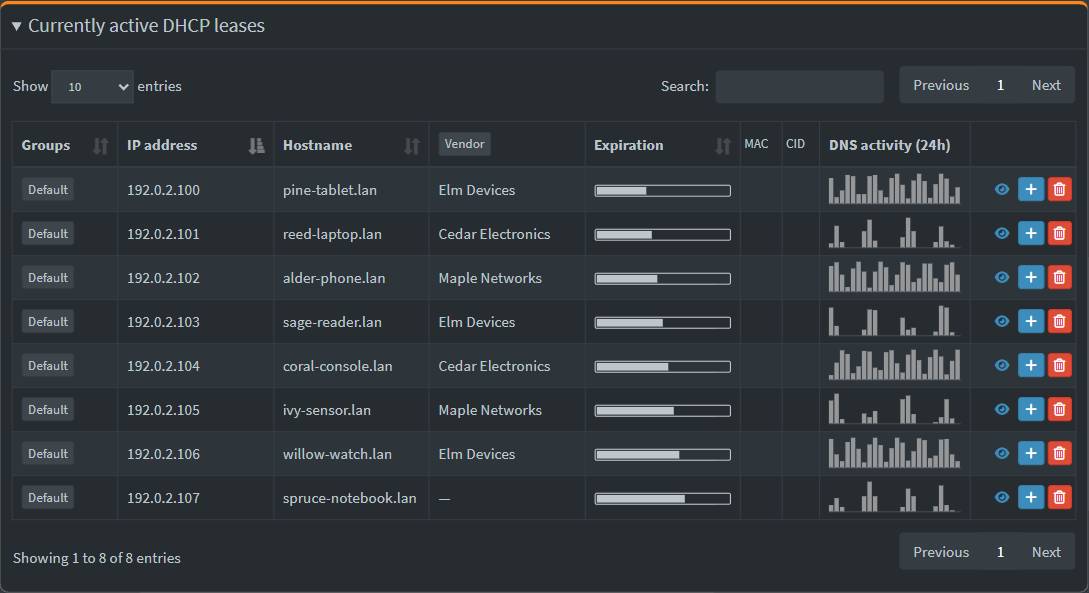 Currently active DHCP leases
Show 10 entries Search: Previous 1 Next
Groups IP address Hostname Vendor Expiration MAC CID DNS activity (24h)
Default 192.0.2.100 pine-tablet.lan Elm Devices
Default 192.0.2.101 reed-laptop.lan Cedar Electronics
Default 192.0.2.102 alder-phone.lan Maple Networks
Default 192.0.2.103 sage-reader.lan Elm Devices
Default 192.0.2.104 coral-console.lan Cedar Electronics
Default 192.0.2.105 ivy-sensor.lan Maple Networks
Default 192.0.2.106 willow-watch.lan Elm Devices
Default 192.0.2.107 spruce-notebook.lan —
Showing 1 to 8 of 8 entries Previous 1 Next